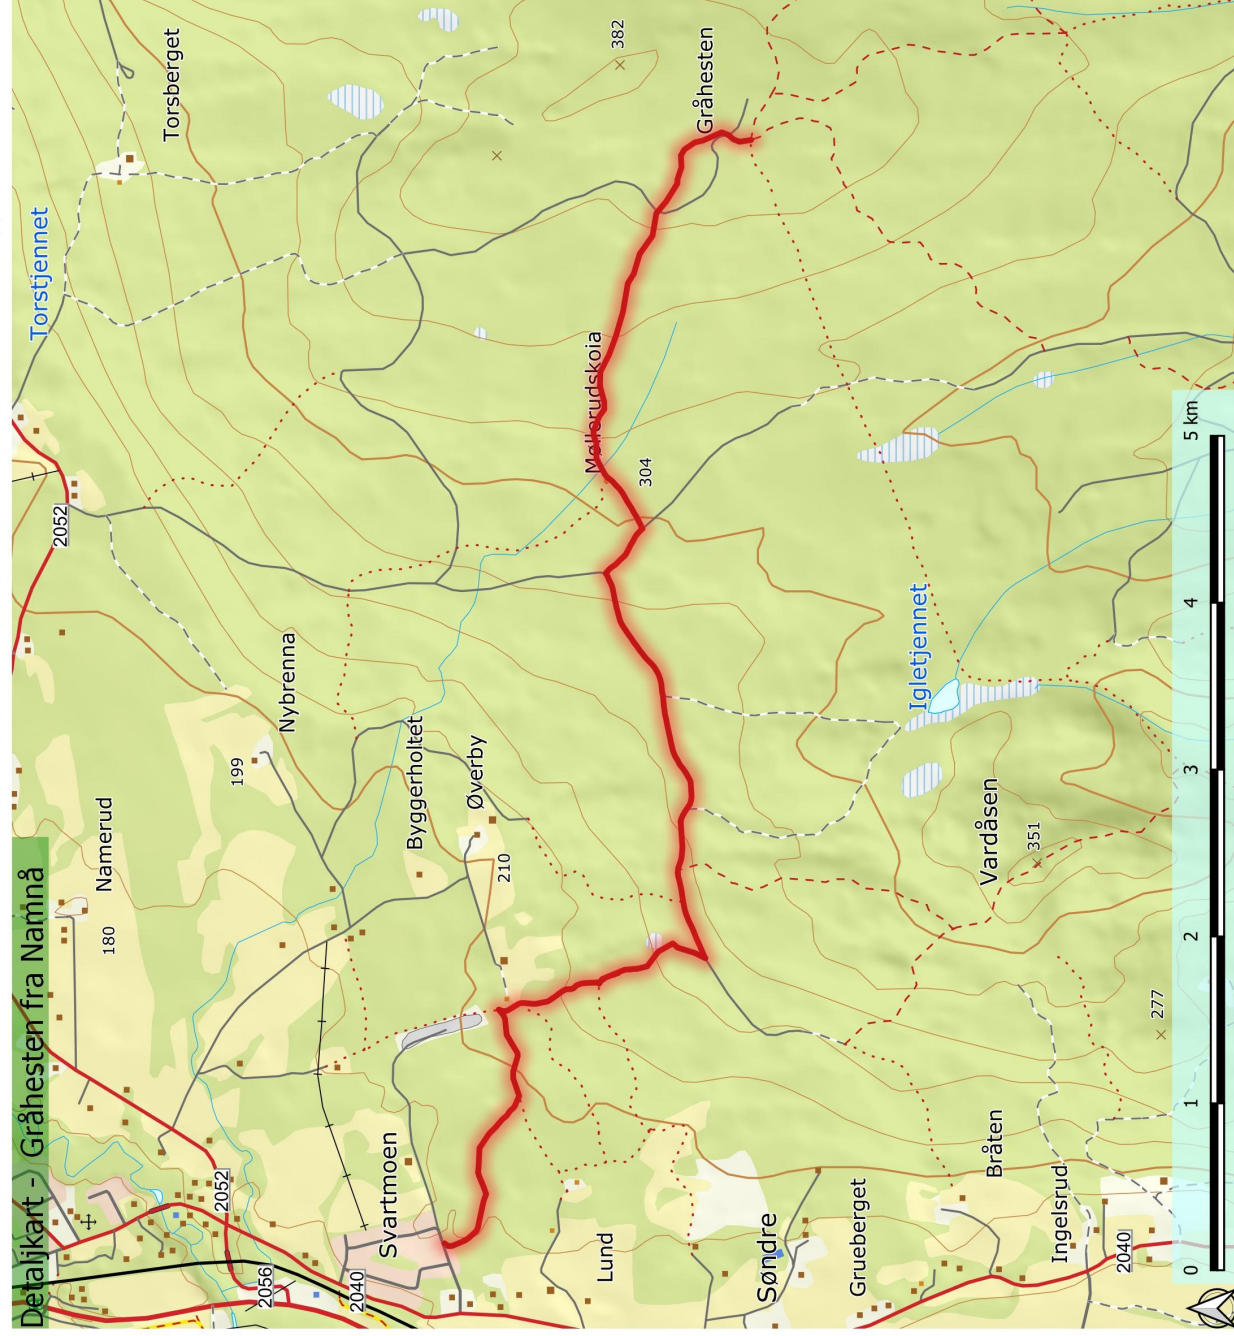 Detaljkart - Gråhesten fra Namnå
Torstjennet
Torsberget
382
Gråhesten
2052
Møllerudskoia
304
Nybrenna
199
Namerud
180
Byggerholtet
Øverby
210
Igletjennet
Vardåsen
351
277
Svartmoen
2052
2056
2040
Lund
Søndre
Grueberget
Bråten
Ingelsrud
2040
0 1 2 3 4 5 km